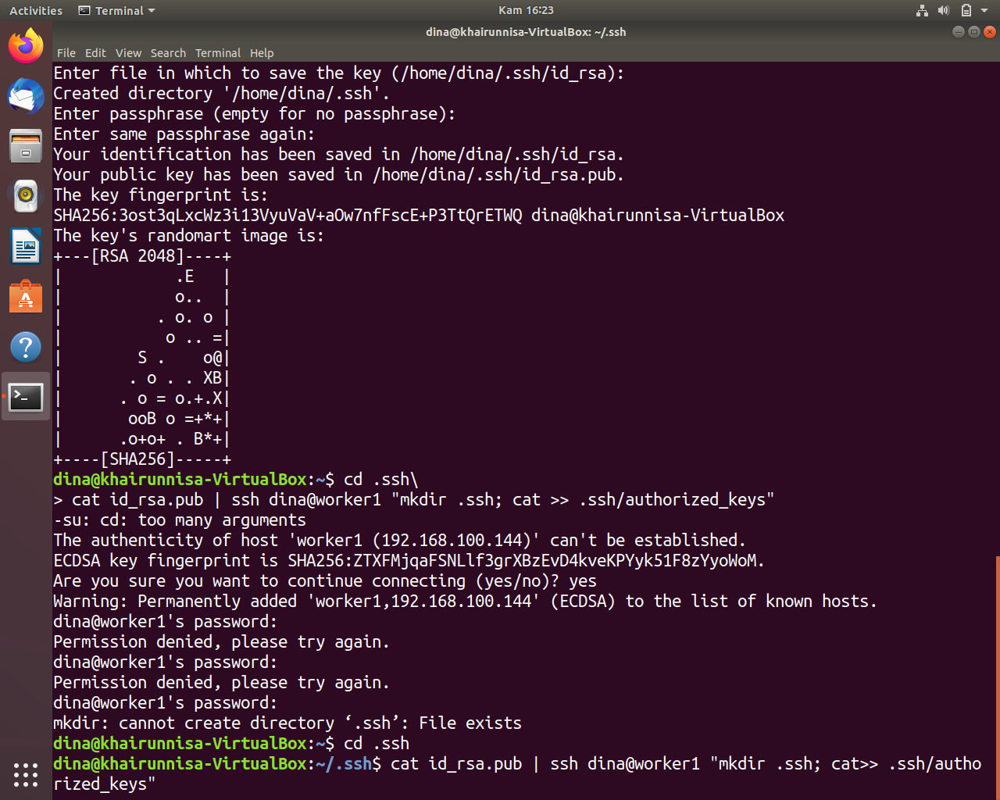 Activities Terminal Kam 16:23
dina@khairunnisa-VirtualBox: ~/.ssh
File Edit View Search Terminal Help
Enter file in which to save the key (/home/dina/.ssh/id_rsa):
Created directory '/home/dina/.ssh'.
Enter passphrase (empty for no passphrase):
Enter same passphrase again:
Your identification has been saved in /home/dina/.ssh/id_rsa.
Your public key has been saved in /home/dina/.ssh/id_rsa.pub.
The key fingerprint is:
SHA256:3ost3qLxcWz3i13VyuVaV+aOw7nfFscE+P3TtQrETWQ dina@khairunnisa-VirtualBox
The key's randomart image is:
+---[RSA 2048]----+
|            .E   |
|            o..  |
|          . o. o |
|           o .. =|
|        S .    o@|
|       . o . . XB|
|      . o = o.+.X|
|       ooB o =+*+|
|      .o+o+ . B*+|
+----[SHA256]-----+
dina@khairunnisa-VirtualBox:~$ cd .ssh\
> cat id_rsa.pub | ssh dina@worker1 "mkdir .ssh; cat >> .ssh/authorized_keys"
-su: cd: too many arguments
The authenticity of host 'worker1 (192.168.100.144)' can't be established.
ECDSA key fingerprint is SHA256:ZTXFMjqaFSNLlf3grXBzEvD4kveKPYyk51F8zYyoWoM.
Are you sure you want to continue connecting (yes/no)? yes
Warning: Permanently added 'worker1,192.168.100.144' (ECDSA) to the list of known hosts.
dina@worker1's password:
Permission denied, please try again.
dina@worker1's password:
Permission denied, please try again.
dina@worker1's password:
mkdir: cannot create directory ‘.ssh’: File exists
dina@khairunnisa-VirtualBox:~$ cd .ssh
dina@khairunnisa-VirtualBox:~/.ssh$ cat id_rsa.pub | ssh dina@worker1 "mkdir .ssh; cat>> .ssh/autho
rized_keys"